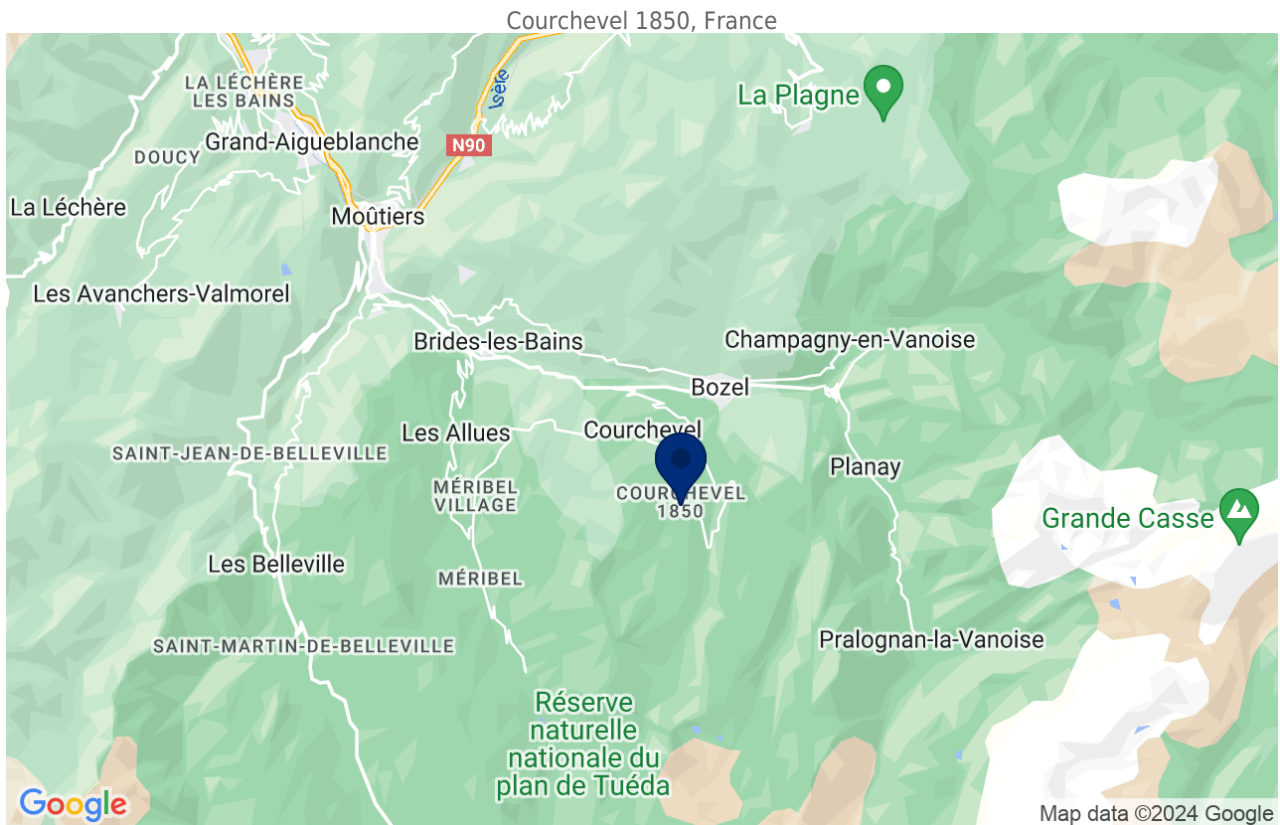 Courchevel 1850, France
LA LÉCHÈRE
LES BAINS
Isère
La Plagne
Grand-Aigueblanche
N90
DOUCY
La Léchère
Moûtiers
Les Avanchers-Valmorel
Brides-les-Bains
Champagny-en-Vanoise
Bozel
Les Allues
Courchevel
SAINT-JEAN-DE-BELLEVILLE
Planay
MÉRIBEL
VILLAGE
COURCHEVEL
1850
Grande Casse
Les Belleville
MÉRIBEL
SAINT-MARTIN-DE-BELLEVILLE
Pralognan-la-Vanoise
Réserve
naturelle
nationale du
plan de Tuéda
Google
Map data ©2024 Google